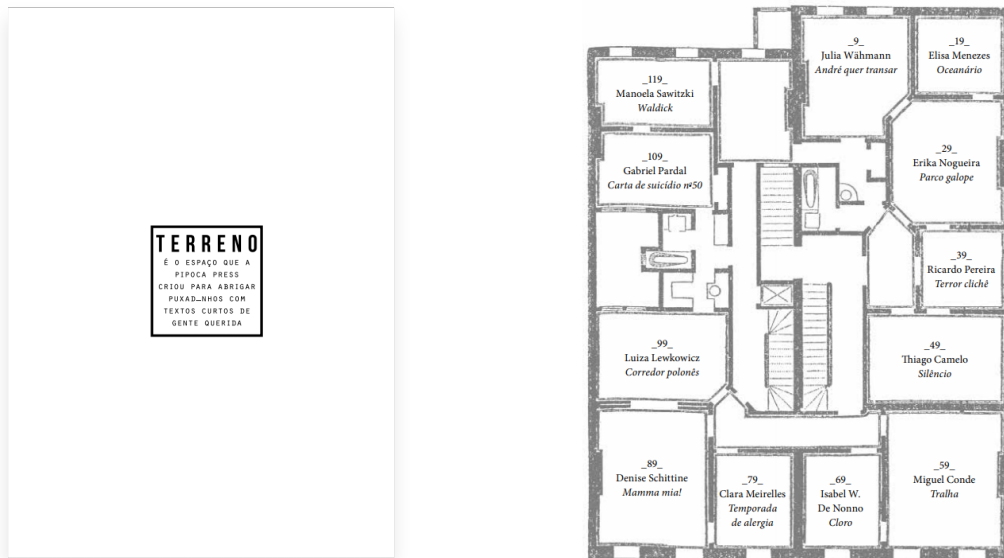 TERRENO
É O ESPAÇO QUE A
PIPOCA PRESS
CRIOU PARA ABRIGAR
PUXAD_NHOS COM
TEXTOS CURTOS DE
GENTE QUERIDA
_9_
Julia Wähmann
André quer transar
_19_
Elisa Menezes
Oceanário
_29_
Erika Nogueira
Parco galope
_39_
Ricardo Pereira
Terror clichê
_49_
Thiago Camelo
Silêncio
_59_
Miguel Conde
Tralha
_69_
Isabel W.
De Nonno
Cloro
_79_
Clara Meirelles
Temporada
de alergia
_89_
Denise Schittine
Mamma mia!
_99_
Luiza Lewkowicz
Corredor polonês
_109_
Gabriel Pardal
Carta de suicídio nº50
_119_
Manoela Sawitzki
Waldick